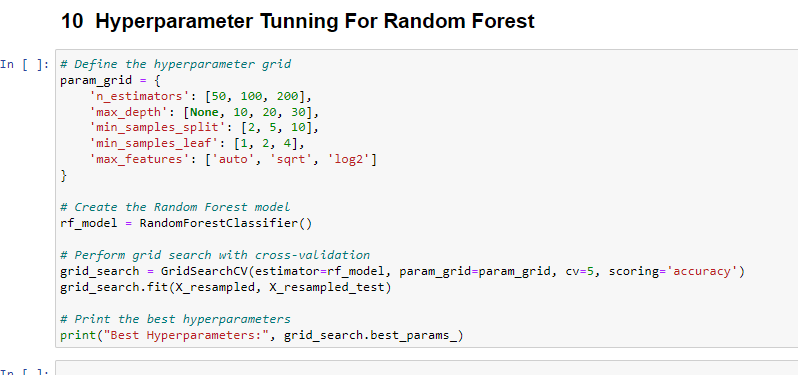 10 Hyperparameter Tunning For Random Forest
In [ ]: # Define the hyperparameter grid
param_grid = {
    'n_estimators': [50, 100, 200],
    'max_depth': [None, 10, 20, 30],
    'min_samples_split': [2, 5, 10],
    'min_samples_leaf': [1, 2, 4],
    'max_features': ['auto', 'sqrt', 'log2']
}
# Create the Random Forest model
rf_model = RandomForestClassifier()
# Perform grid search with cross-validation
grid_search = GridSearchCV(estimator=rf_model, param_grid=param_grid, cv=5, scoring='accuracy')
grid_search.fit(X_resampled, X_resampled_test)
# Print the best hyperparameters
print("Best Hyperparameters:", grid_search.best_params_)
In [ ]: